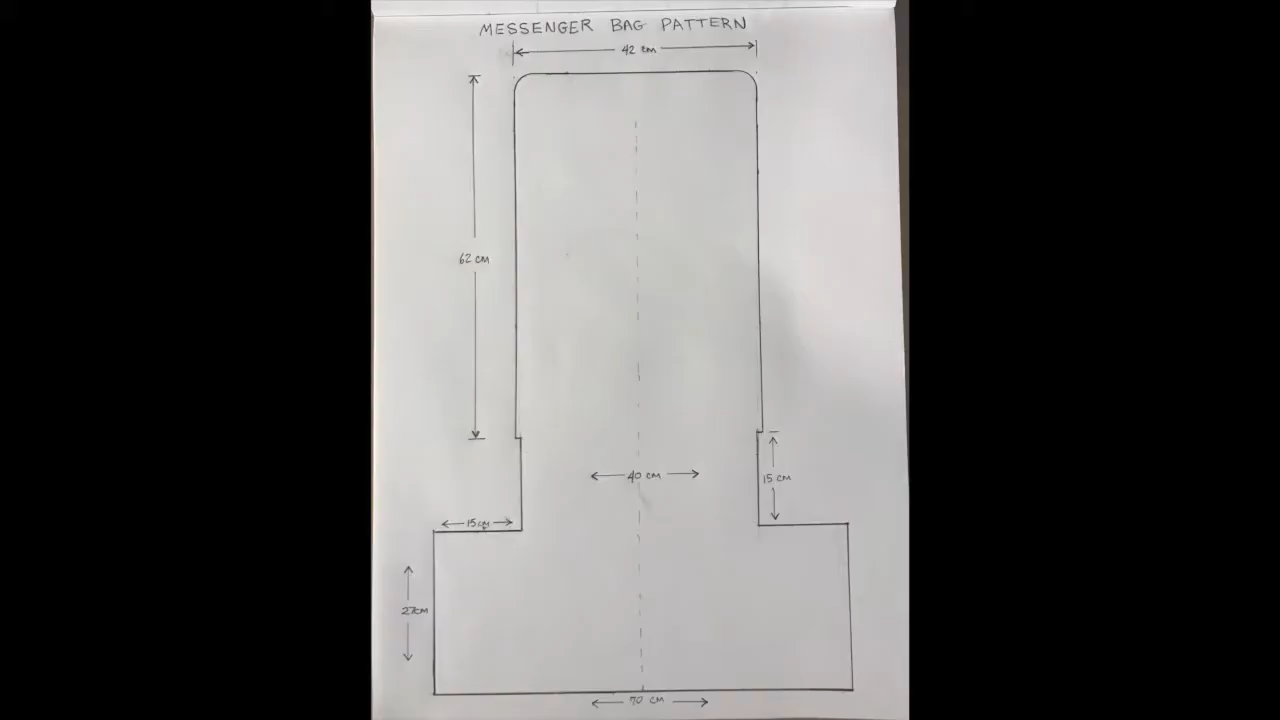 MESSENGER BAG PATTERN
42 cm
62 CM
40 CM
15 CM
15 cm
27cm
70 CM